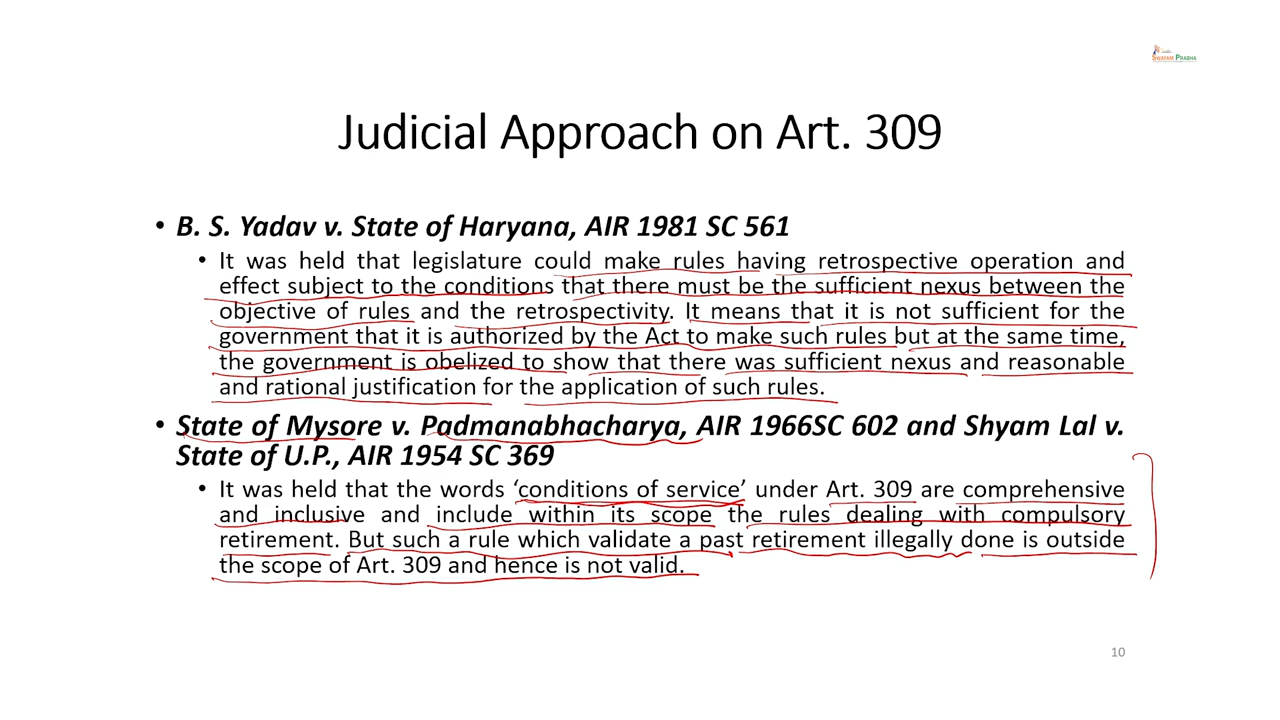 SWAYAM PRABHA
Judicial Approach on Art. 309
• B. S. Yadav v. State of Haryana, AIR 1981 SC 561
• It was held that legislature could make rules having retrospective operation and
effect subject to the conditions that there must be the sufficient nexus between the
objective of rules and the retrospectivity. It means that it is not sufficient for the
government that it is authorized by the Act to make such rules but at the same time,
the government is obelized to show that there was sufficient nexus and reasonable
and rational justification for the application of such rules.
• State of Mysore v. Padmanabhacharya, AIR 1966SC 602 and Shyam Lal v.
State of U.P., AIR 1954 SC 369
• It was held that the words ‘conditions of service’ under Art. 309 are comprehensive
and inclusive and include within its scope the rules dealing with compulsory
retirement. But such a rule which validate a past retirement illegally done is outside
the scope of Art. 309 and hence is not valid.
10